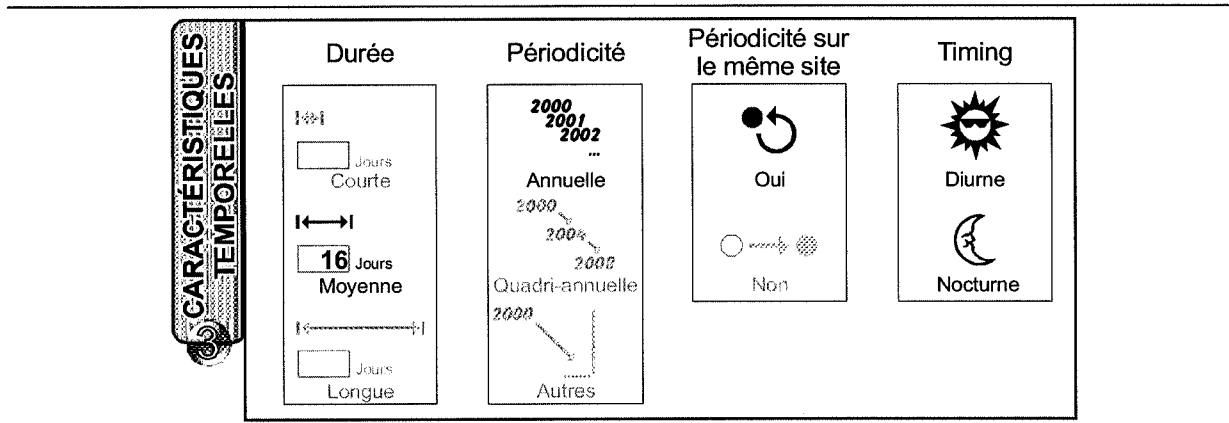 CARACTÉRISTIQUES
TEMPORELLES
3
Durée
Jours
Courte
16 Jours
Moyenne
Jours
Longue
Périodicité
2000
2001
2002
...
Annuelle
2000
2004
2008
Quadri-annuelle
2000
Autres
Périodicité sur
le même site
Oui
Non
Timing
Diurne
Nocturne